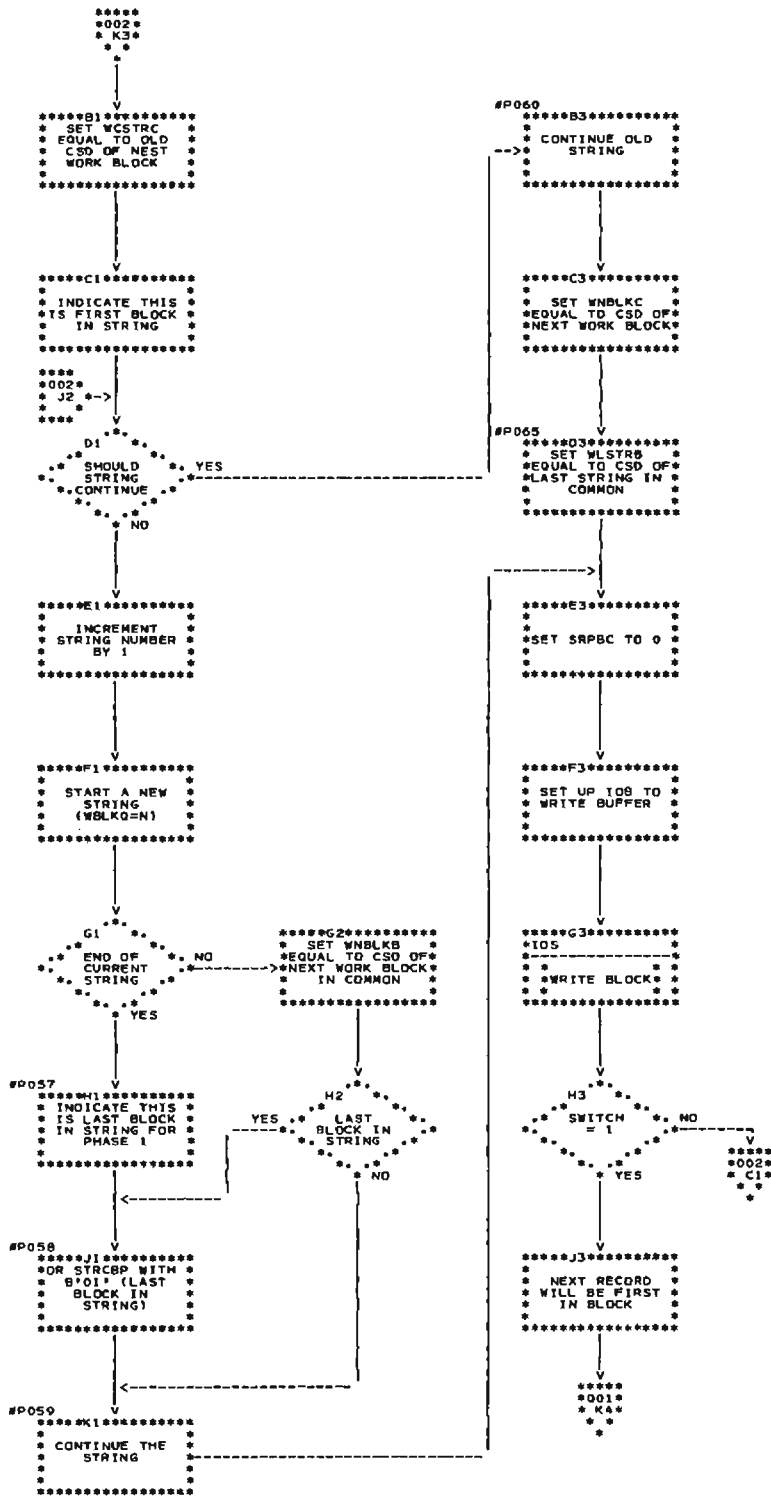 002
K3
B1
SET WCSTRC
EQUAL TO OLD
CSD OF NEST
WORK BLOCK
C1
INDICATE THIS
IS FIRST BLOCK
IN STRING
002
J2
D1
SHOULD
STRING
CONTINUE
YES
NO
E1
INCREMENT
STRING NUMBER
BY 1
F1
START A NEW
STRING
(WBLKQ=N)
G1
END OF
CURRENT
STRING
NO
YES
G2
SET WNBLKB
EQUAL TO CSD OF
NEXT WORK BLOCK
IN COMMON
#P057
H1
INDICATE THIS
IS LAST BLOCK
IN STRING FOR
PHASE 1
H2
YES
LAST
BLOCK IN
STRING
NO
#P058
J1
OR STRCBP WITH
B'01' (LAST
BLOCK IN
STRING)
#P059
K1
CONTINUE THE
STRING
#P060
B3
CONTINUE OLD
STRING
C3
SET WNBLKC
EQUAL TO CSD OF
NEXT WORK BLOCK
#P065
D3
SET WLSTRB
EQUAL TO CSD OF
LAST STRING IN
COMMON
E3
SET SRPBC TO 0
F3
SET UP IOB TO
WRITE BUFFER
G3
IOS
WRITE BLOCK
H3
SWITCH
= 1
NO
YES
002
C1
J3
NEXT RECORD
WILL BE FIRST
IN BLOCK
001
K4